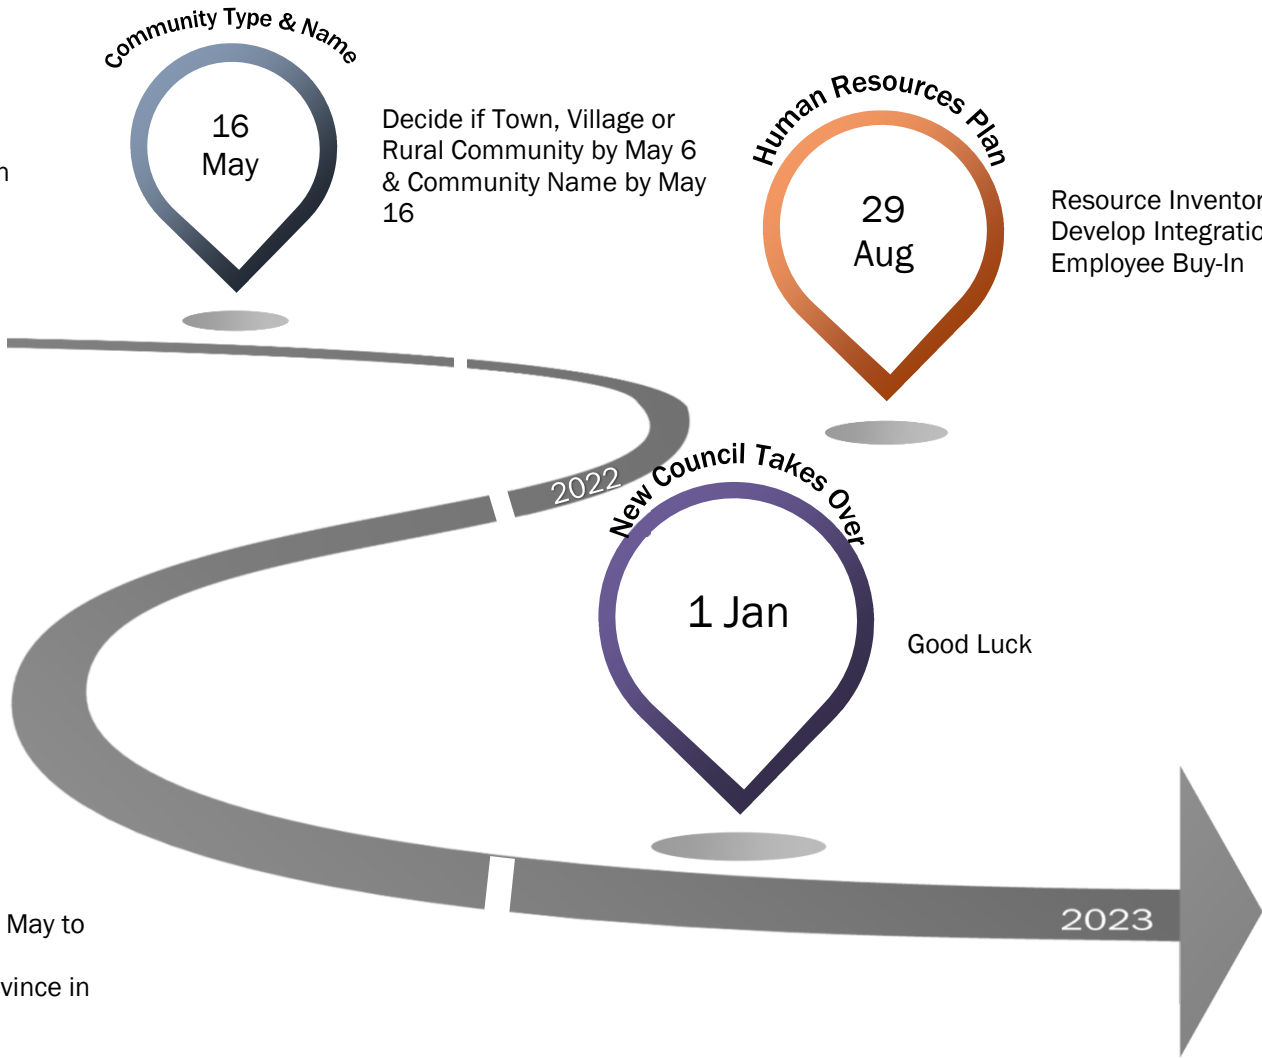 Community Type & Name
16
May
Decide if Town, Village or
Rural Community by May 6
& Community Name by May
16
Human Resources Plan
29
Aug
Resource Inventor
Develop Integratio
Employee Buy-In
2022
New Council Takes Over
1 Jan
Good Luck
2023
May to
vince in